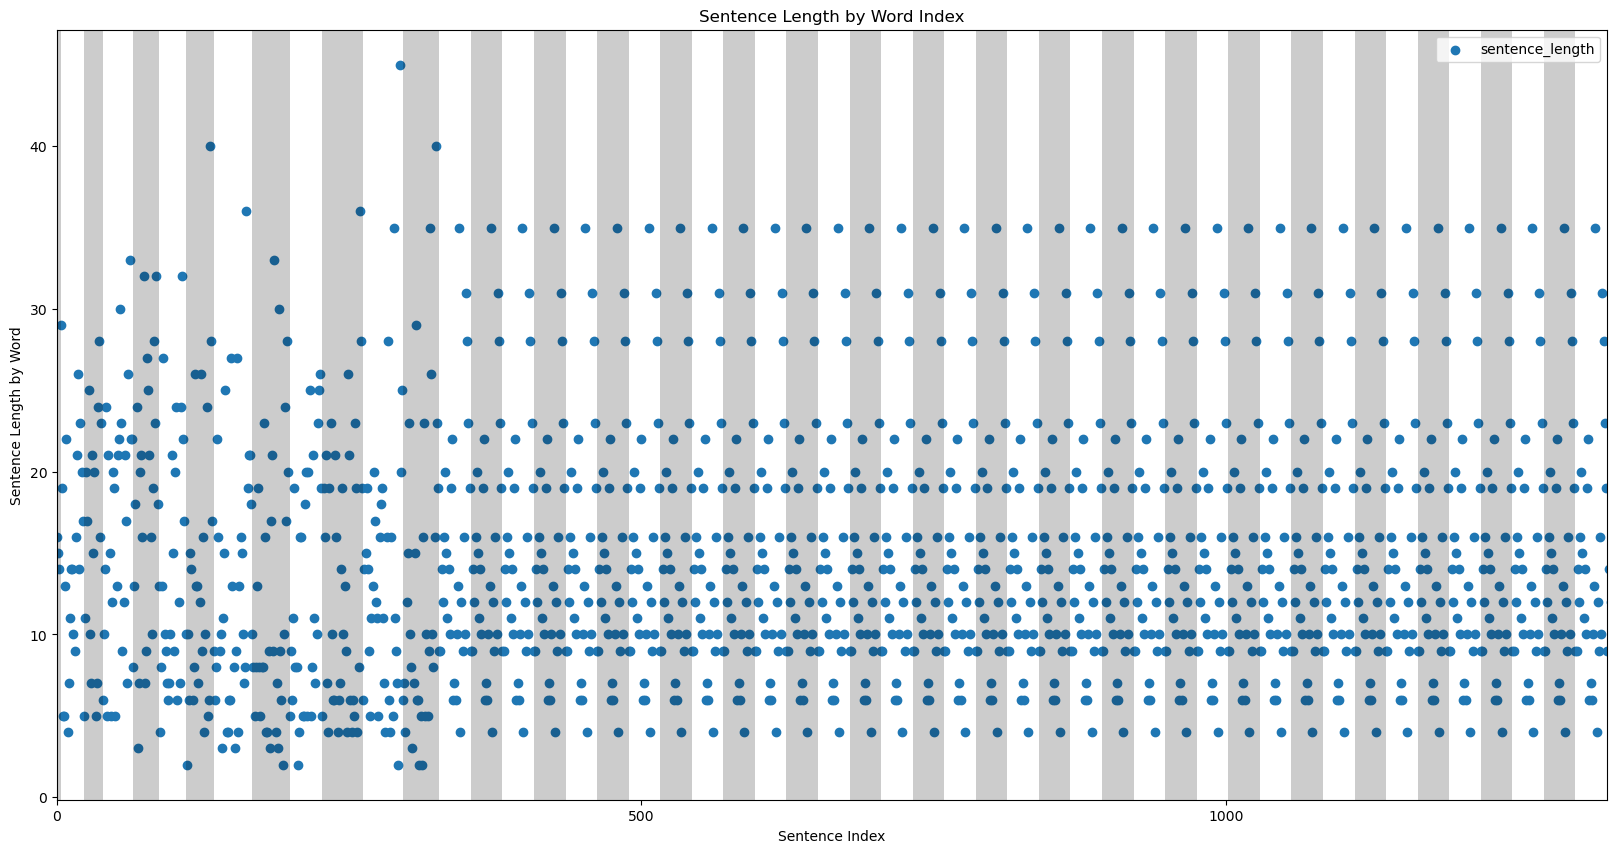 Sentence Length by Word Index
sentence_length
Sentence Length by Word
40
30
20
10
0
0
500
1000
Sentence Index